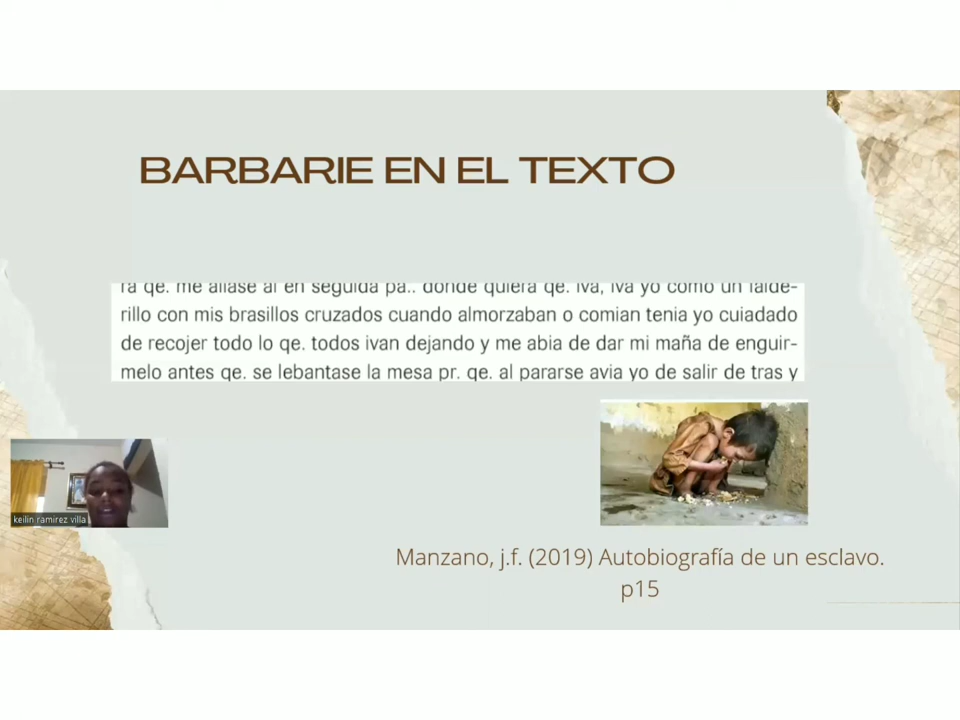 BARBARIE EN EL TEXTO
ra qe. me allase al en seguida pa.. donde quiera qe. iva, iva yo como un falde-
rillo con mis brasillos cruzados cuando almorzaban o comian tenia yo cuiadado
de recojer todo lo qe. todos ivan dejando y me abia de dar mi maña de enguir-
melo antes qe. se lebantase la mesa pr. qe. al pararse avia yo de salir de tras y
keilin ramirez villa
Manzano, j.f. (2019) Autobiografía de un esclavo.
p15